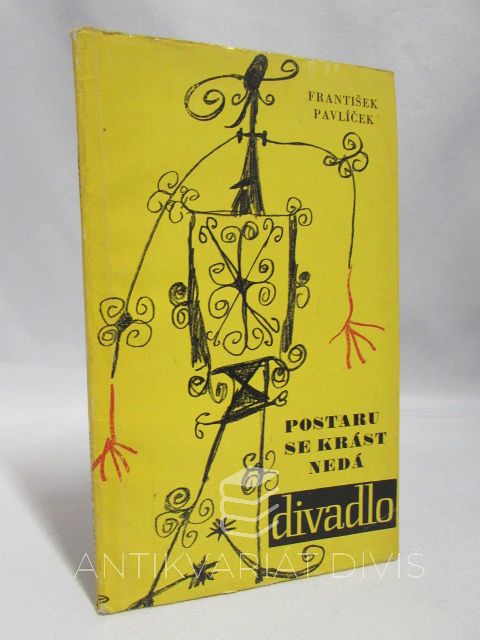 FRANTIŠEK
PAVLÍČEK
POSTARU
SE KRÁST
NEDÁ
divadlo
ANTIKVARIÁT DIVIŠ